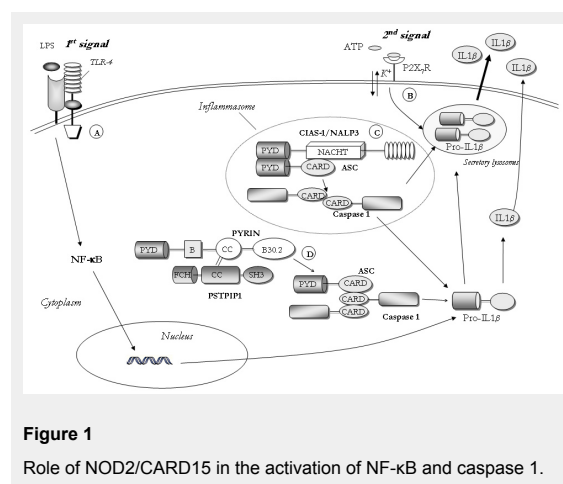 LPS
1st signal
TLR-4
2nd signal
ATP
P2X7R
K+
IL1β
IL1β
IL1β
A
B
Inflammasome
CIAS-1/NALP3
C
PYD
NACHT
PYD
CARD
ASC
CARD
CARD
Caspase 1
Pro-IL1β
Secretory lysosomes
IL1β
PYRIN
PYD
B
CC
B30.2
D
FCH
CC
SH3
PSTPIP1
NF-κB
ASC
PYD
CARD
CARD
CARD
Caspase 1
Pro-IL1β
Cytoplasm
Nucleus
Figure 1
Role of NOD2/CARD15 in the activation of NF-κB and caspase 1.